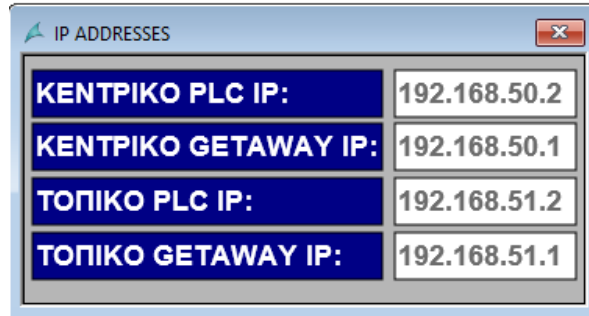 IP ADDRESSES
ΚΕΝΤΡΙΚΟ PLC IP: 192.168.50.2
ΚΕΝΤΡΙΚΟ GETAWAY IP: 192.168.50.1
ΤΟΠΙΚΟ PLC IP: 192.168.51.2
ΤΟΠΙΚΟ GETAWAY IP: 192.168.51.1